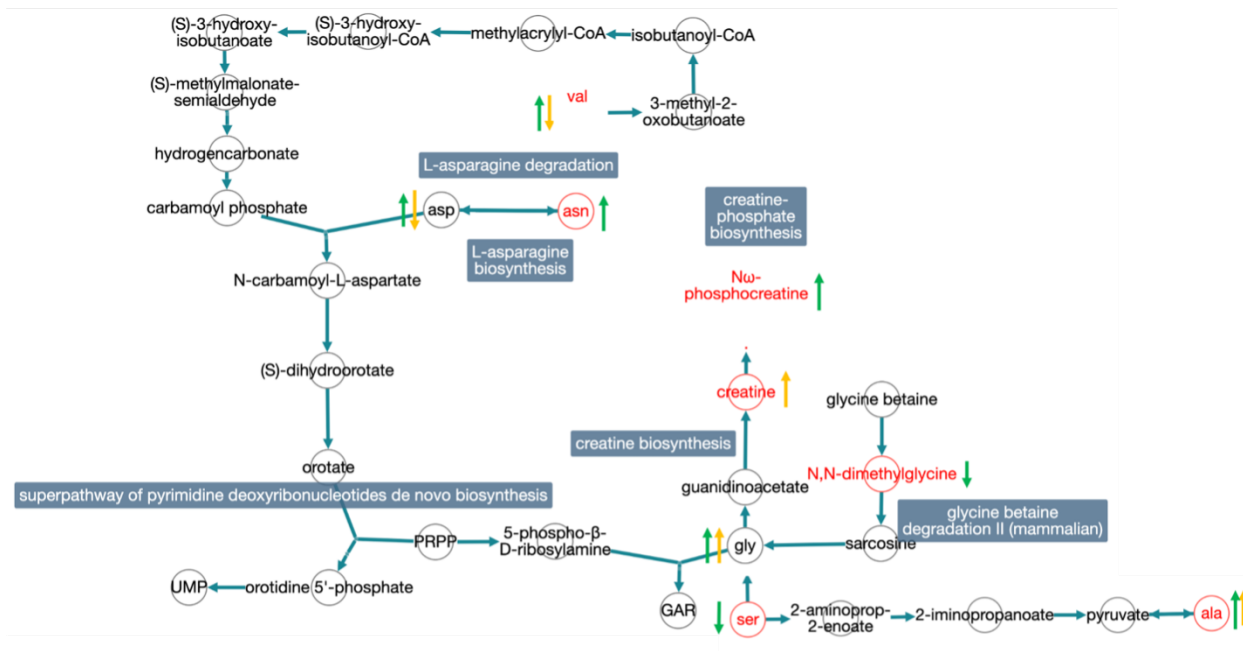 (S)-3-hydroxy-
isobutanoate
(S)-3-hydroxy-
isobutanoyl-CoA
methylacrylyl-CoA
isobutanoyl-CoA
(S)-methylmalonate-
semialdehyde
val
3-methyl-2-
oxobutanoate
hydrogencarbonate
L-asparagine degradation
carbamoyl phosphate
asp
asn
creatine-
phosphate
biosynthesis
L-asparagine
biosynthesis
N-carbamoyl-L-aspartate
Nω-
phosphocreatine
(S)-dihydroorotate
creatine
glycine betaine
creatine biosynthesis
orotate
N,N-dimethylglycine
superpathway of pyrimidine deoxyribonucleotides de novo biosynthesis
guanidinoacetate
glycine betaine
degradation II (mammalian)
PRPP
5-phospho-β-
D-ribosylamine
gly
sarcosine
UMP
orotidine 5'-phosphate
GAR
ser
2-aminoprop-
2-enoate
2-iminopropanoate
pyruvate
ala